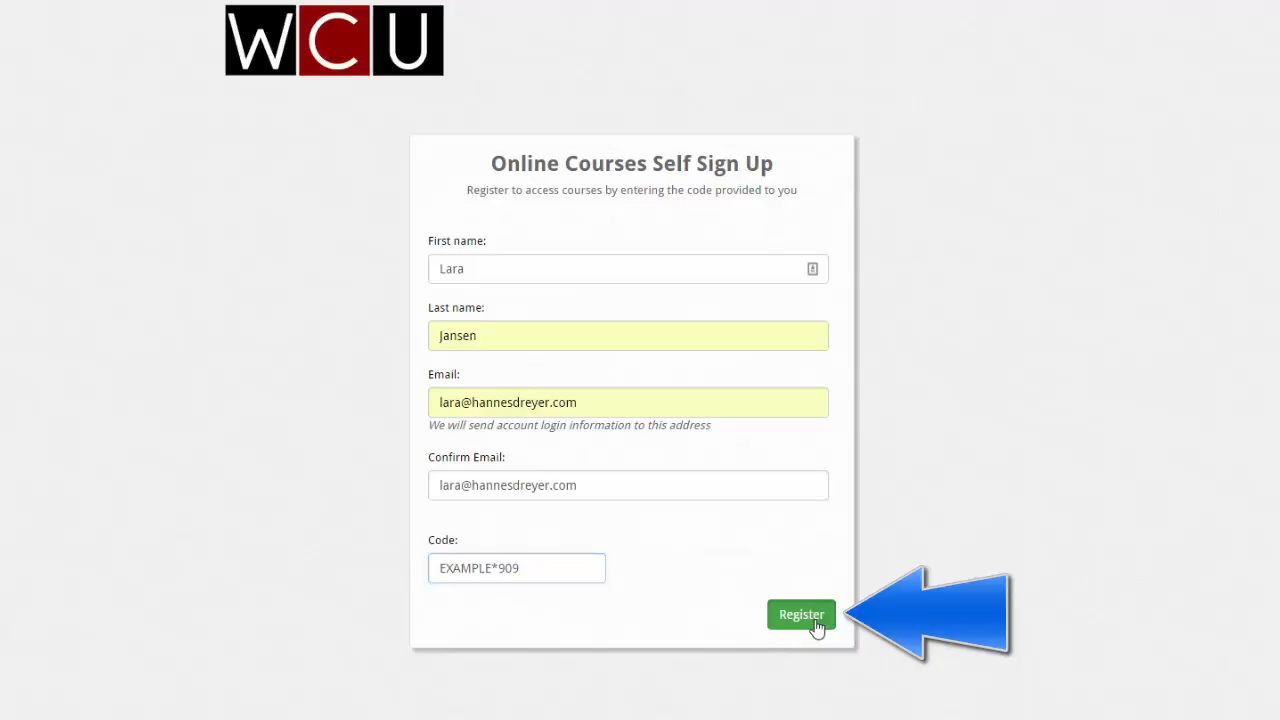 WCU
Online Courses Self Sign Up
Register to access courses by entering the code provided to you
First name:
Lara
Last name:
Jansen
Email:
lara@hannesdreyer.com
We will send account login information to this address
Confirm Email:
lara@hannesdreyer.com
Code:
EXAMPLE*909
Register